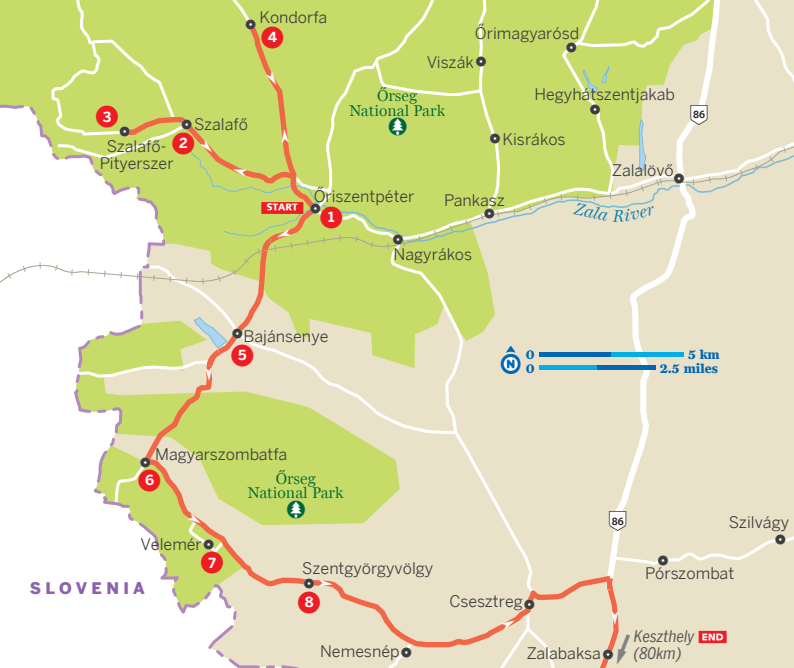 Kondorfa
4
Őrimagyarósd
Viszák
Őrseg
National Park
Hegyhátszentjakab
86
3
Szalafő
2
Szalafő-
Pityerszer
Kisrákos
Zalalövő
Őriszentpéter
START
1
Pankasz
Zala River
Nagyrákos
Bajánsenye
5
N
0
5 km
0
2.5 miles
Magyarszombatfa
6
Őrseg
National Park
86
Szilvágy
Velemér
7
Pórszombat
Szentgyörgyvölgy
8
SLOVENIA
Csesztreg
Keszthely END
(80km)
Nemesnép
Zalabaksa